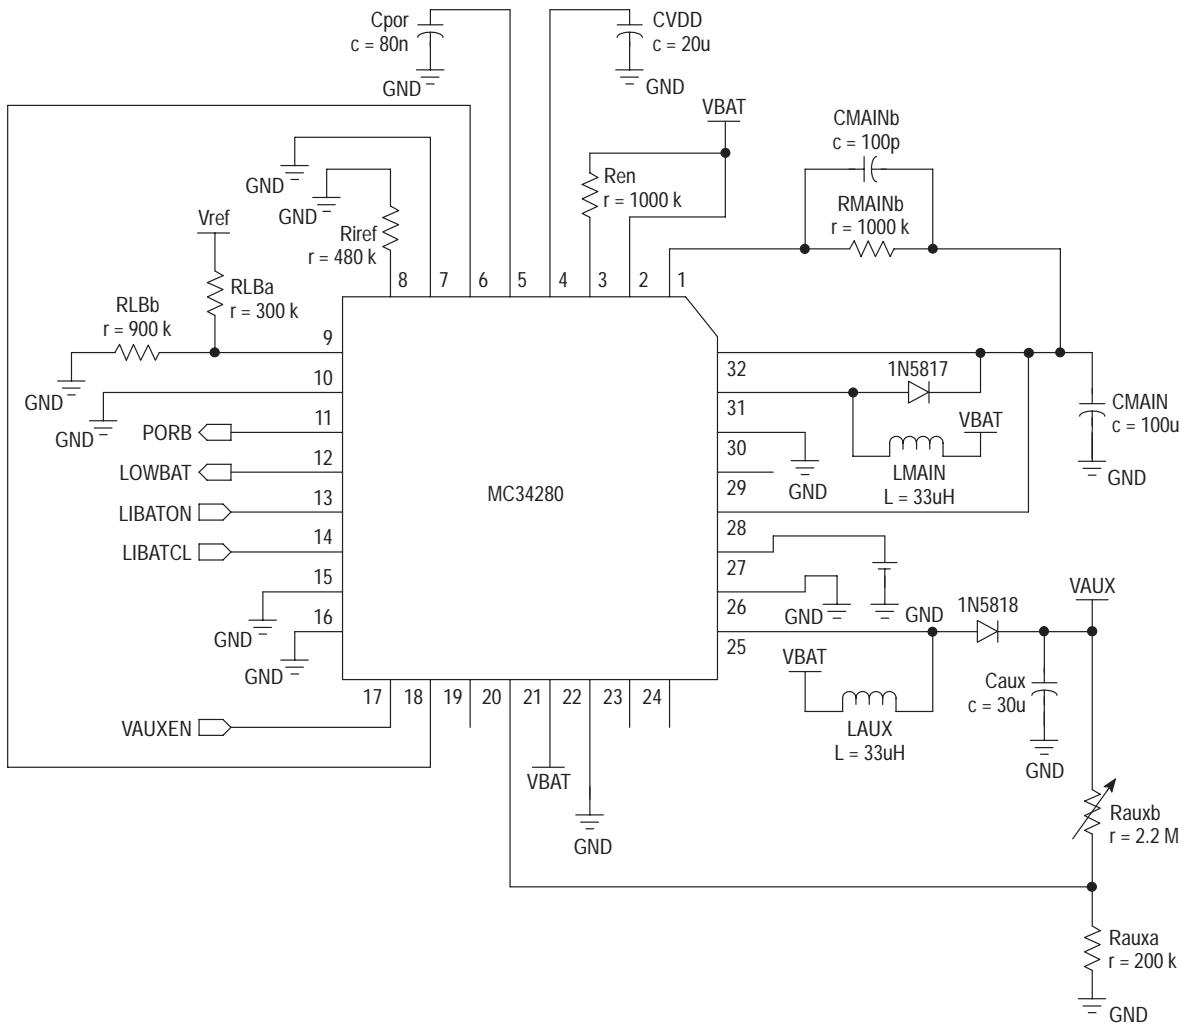 Cpor
c = 80n
GND
CVDD
c = 20u
GND
VBAT
CMAINb
c = 100p
GND
GND
Ren
r = 1000 k
RMAINb
r = 1000 k
Vref
Riref
r = 480 k
RLBa
r = 300 k
RLBb
r = 900 k
8
7
6
5
4
3
2
1
9
GND
10
GND
11
PORB
12
LOWBAT
13
LIBATON
14
LIBATCL
15
GND
16
GND
MC34280
32
1N5817
31
VBAT
CMAIN
c = 100u
GND
30
GND
LMAIN
L = 33uH
29
28
27
26
GND
GND
25
1N5818
VAUX
VBAT
LAUX
L = 33uH
Caux
c = 30u
GND
17
18
19
20
21
22
23
24
VAUXEN
VBAT
GND
Rauxb
r = 2.2 M
Rauxa
r = 200 k
GND